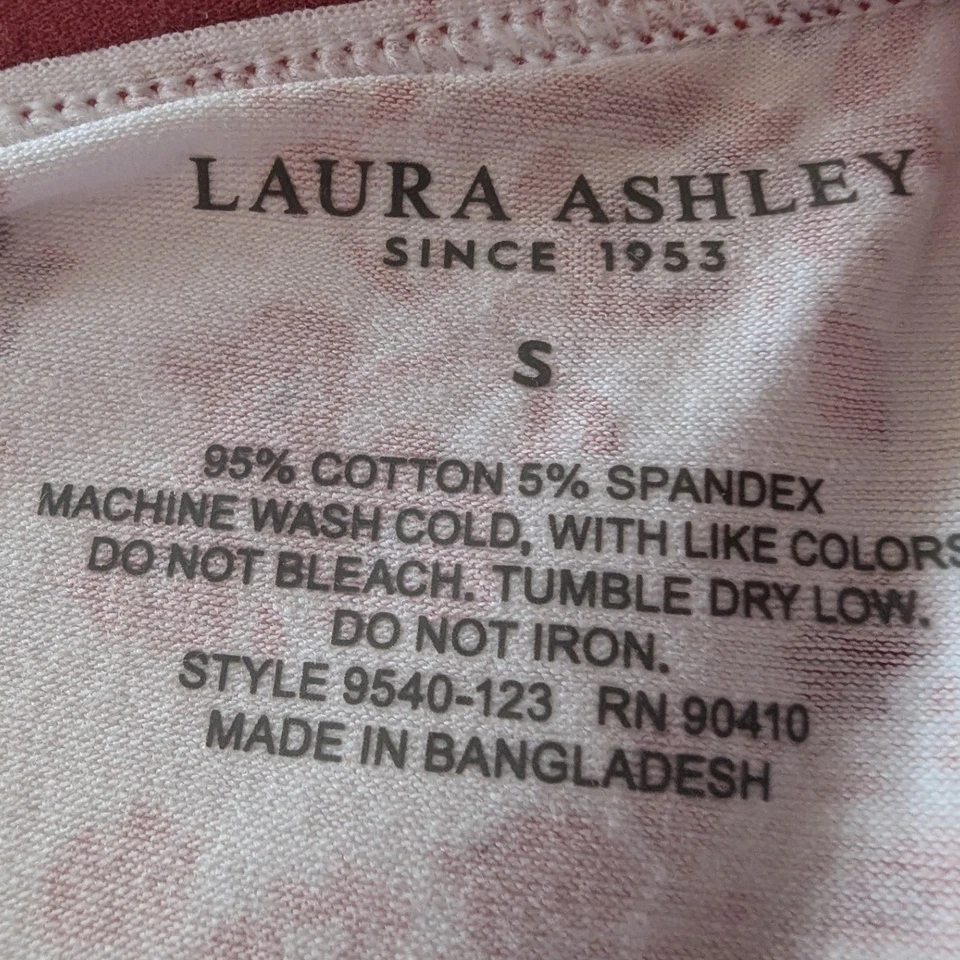 LAURA ASHLEY
SINCE 1953
S
95% COTTON 5% SPANDEX
MACHINE WASH COLD, WITH LIKE COLORS
DO NOT BLEACH. TUMBLE DRY LOW.
DO NOT IRON.
STYLE 9540-123 RN 90410
MADE IN BANGLADESH